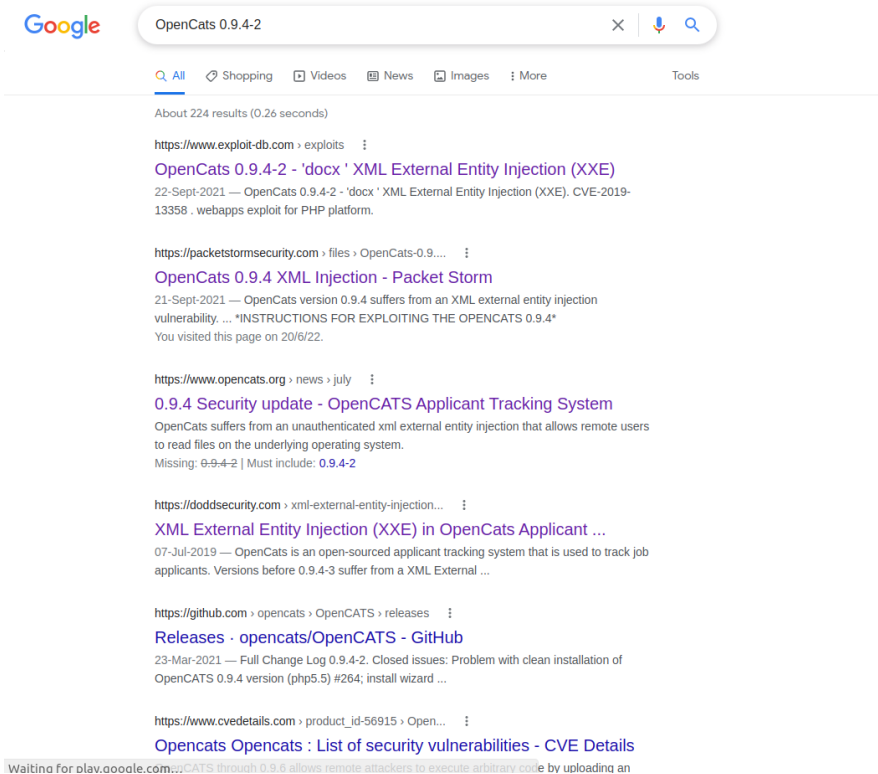 Google
OpenCats 0.9.4-2
All Shopping Videos News Images More Tools
About 224 results (0.26 seconds)
https://www.exploit-db.com › exploits
OpenCats 0.9.4-2 - 'docx ' XML External Entity Injection (XXE)
22-Sept-2021 — OpenCats 0.9.4-2 - 'docx ' XML External Entity Injection (XXE). CVE-2019-
13358 . webapps exploit for PHP platform.
https://packetstormsecurity.com › files › OpenCats-0.9....
OpenCats 0.9.4 XML Injection - Packet Storm
21-Sept-2021 — OpenCats version 0.9.4 suffers from an XML external entity injection
vulnerability. ... *INSTRUCTIONS FOR EXPLOITING THE OPENCATS 0.9.4*
You visited this page on 20/6/22.
https://www.opencats.org › news › july
0.9.4 Security update - OpenCATS Applicant Tracking System
OpenCats suffers from an unauthenticated xml external entity injection that allows remote users
to read files on the underlying operating system.
Missing: 0.9.4-2 | Must include: 0.9.4-2
https://doddsecurity.com › xml-external-entity-injection...
XML External Entity Injection (XXE) in OpenCats Applicant ...
07-Jul-2019 — OpenCats is an open-sourced applicant tracking system that is used to track job
applicants. Versions before 0.9.4-3 suffer from a XML External ...
https://github.com › opencats › OpenCATS › releases
Releases · opencats/OpenCATS - GitHub
23-Mar-2021 — Full Change Log 0.9.4-2. Closed issues: Problem with clean installation of
OpenCATS 0.9.4 version (php5.5) #264; install wizard ...
https://www.cvedetails.com › product_id-56915 › Open...
Opencats Opencats : List of security vulnerabilities - CVE Details
OpenCATS through 0.9.6 allows remote attackers to execute arbitrary code by uploading an
Waiting for play.google.com...